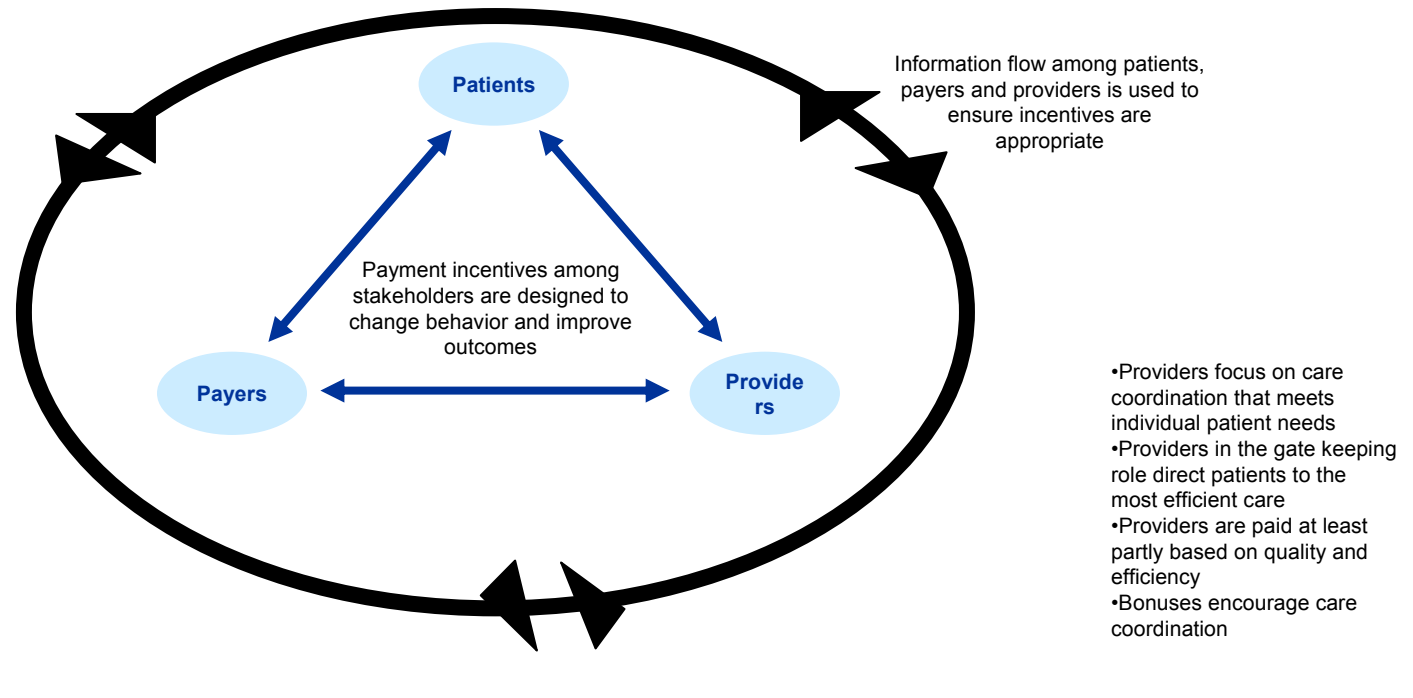 Patients
Information flow among patients,
payers and providers is used to
ensure incentives are
appropriate
Payment incentives among
stakeholders are designed to
change behavior and improve
outcomes
Payers
Provide
rs
•Providers focus on care
coordination that meets
individual patient needs
•Providers in the gate keeping
role direct patients to the
most efficient care
•Providers are paid at least
partly based on quality and
efficiency
•Bonuses encourage care
coordination